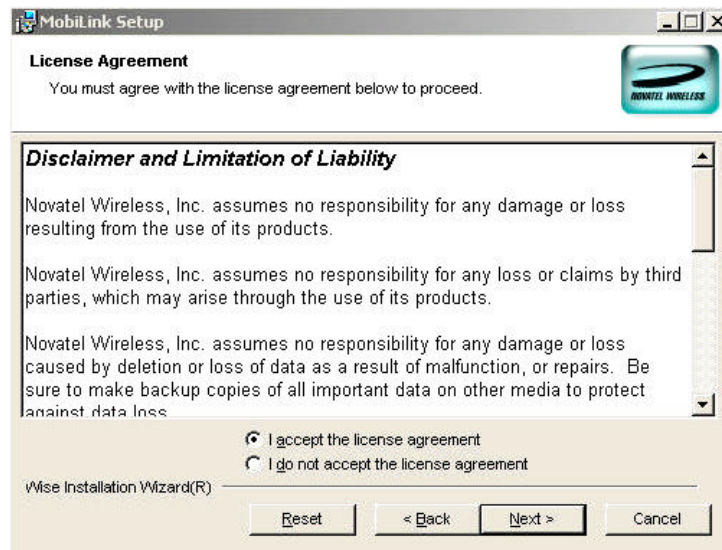 MobiLink Setup
License Agreement
You must agree with the license agreement below to proceed.
NOVATEL WIRELESS
Disclaimer and Limitation of Liability
Novatel Wireless, Inc. assumes no responsibility for any damage or loss
resulting from the use of its products.
Novatel Wireless, Inc. assumes no responsibility for any loss or claims by third
parties, which may arise through the use of its products.
Novatel Wireless, Inc. assumes no responsibility for any damage or loss
caused by deletion or loss of data as a result of malfunction, or repairs.  Be
sure to make backup copies of all important data on other media to protect
against data loss.
I accept the license agreement
I do not accept the license agreement
Wise Installation Wizard(R)
Reset
< Back
Next >
Cancel